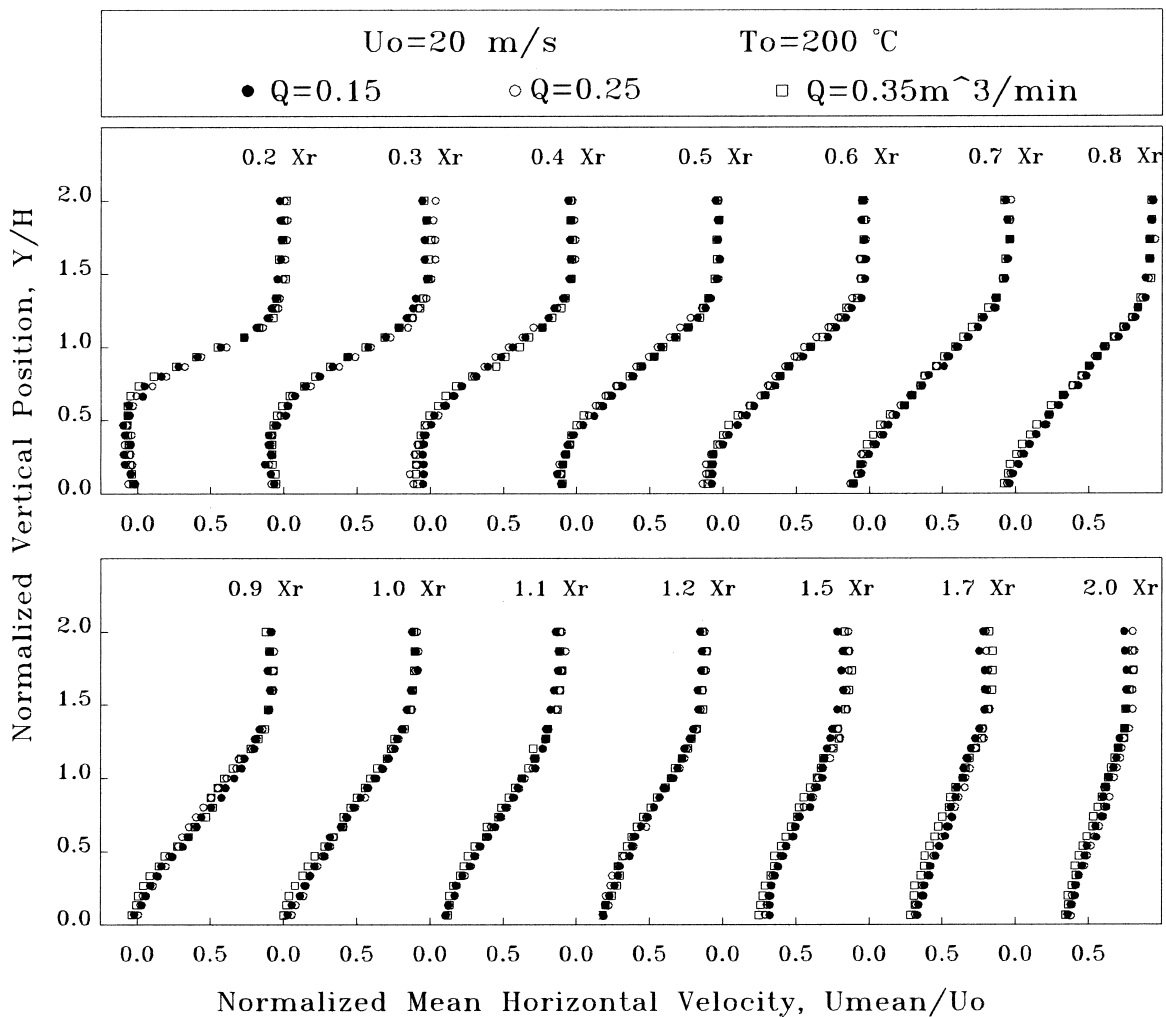 Uo=20 m/s To=200 °C
● Q=0.15 ○ Q=0.25 □ Q=0.35m^3/min
0.2 Xr 0.3 Xr 0.4 Xr 0.5 Xr 0.6 Xr 0.7 Xr 0.8 Xr
2.0
1.5
1.0
0.5
0.0
0.0 0.5 0.0 0.5 0.0 0.5 0.0 0.5 0.0 0.5 0.0 0.5 0.0 0.5
Normalized Vertical Position, Y/H
0.9 Xr 1.0 Xr 1.1 Xr 1.2 Xr 1.5 Xr 1.7 Xr 2.0 Xr
2.0
1.5
1.0
0.5
0.0
0.0 0.5 0.0 0.5 0.0 0.5 0.0 0.5 0.0 0.5 0.0 0.5 0.0 0.5
Normalized Mean Horizontal Velocity, Umean/Uo